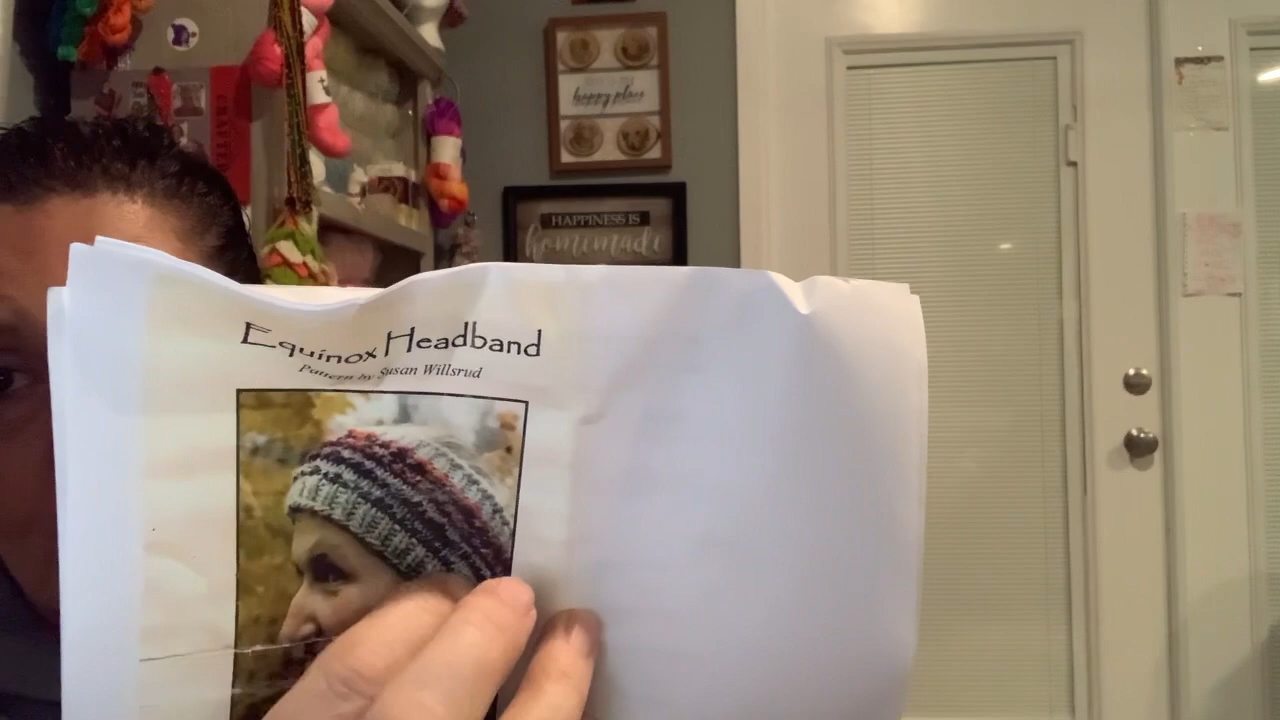 happy place
HAPPINESS IS
homemade
Equinox Headband
Pattern by Susan Willsrud